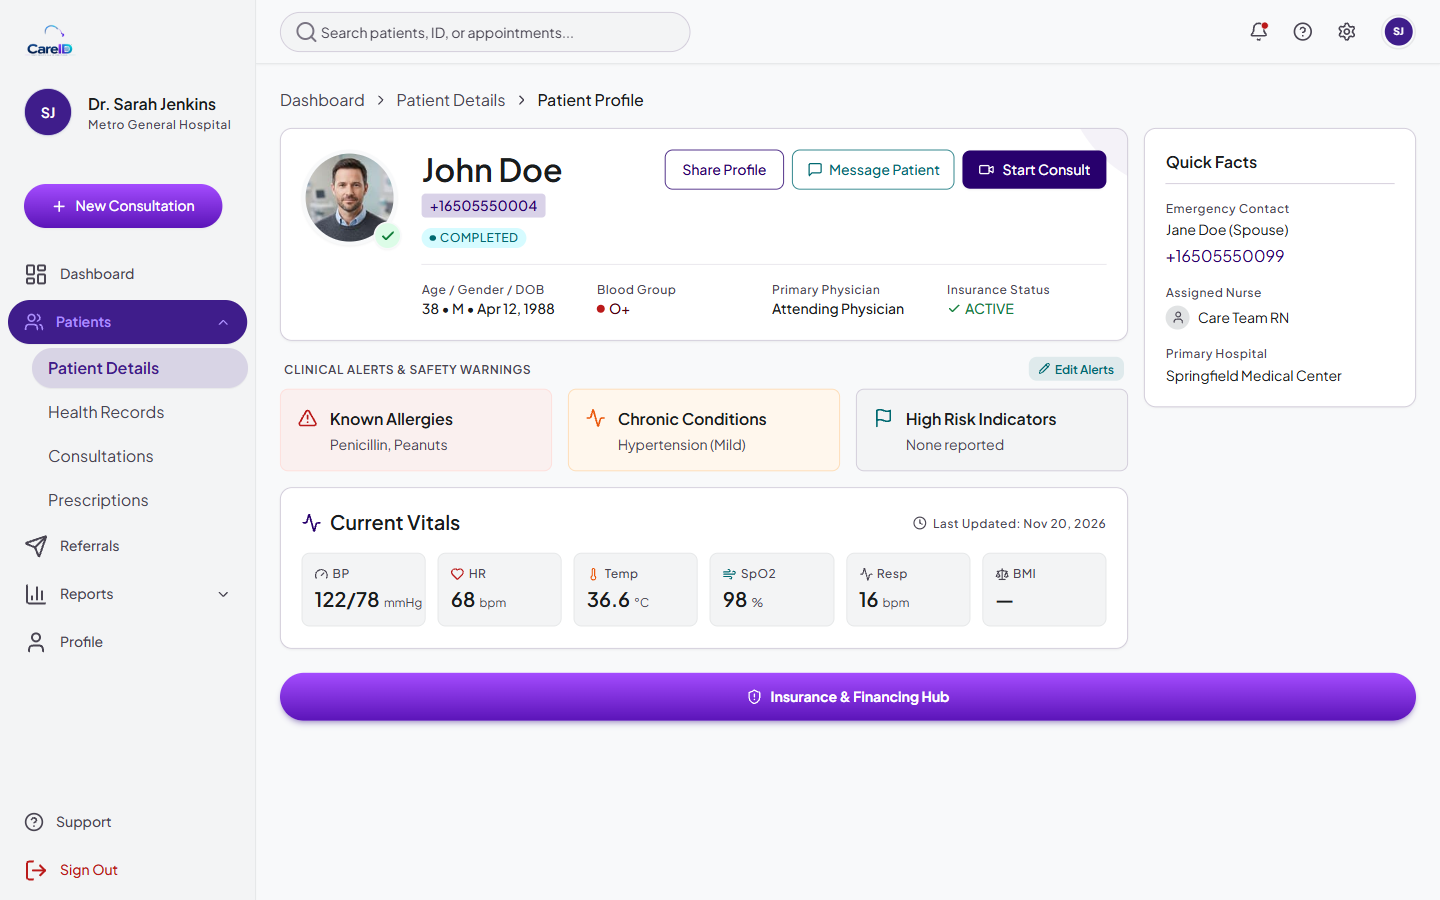 CareID
SJ
Dr. Sarah Jenkins
Metro General Hospital
New Consultation
Dashboard
Patients
Patient Details
Health Records
Consultations
Prescriptions
Referrals
Reports
Profile
Support
Sign Out
Search patients, ID, or appointments...
SJ
Dashboard > Patient Details > Patient Profile
John Doe
+16505550004
COMPLETED
Share Profile
Message Patient
Start Consult
Age / Gender / DOB
38 • M • Apr 12, 1988
Blood Group
O+
Primary Physician
Attending Physician
Insurance Status
ACTIVE
Quick Facts
Emergency Contact
Jane Doe (Spouse)
+16505550099
Assigned Nurse
Care Team RN
Primary Hospital
Springfield Medical Center
CLINICAL ALERTS & SAFETY WARNINGS
Edit Alerts
Known Allergies
Penicillin, Peanuts
Chronic Conditions
Hypertension (Mild)
High Risk Indicators
None reported
Current Vitals
Last Updated: Nov 20, 2026
BP
122/78 mmHg
HR
68 bpm
Temp
36.6 °C
SpO2
98 %
Resp
16 bpm
BMI
—
Insurance & Financing Hub